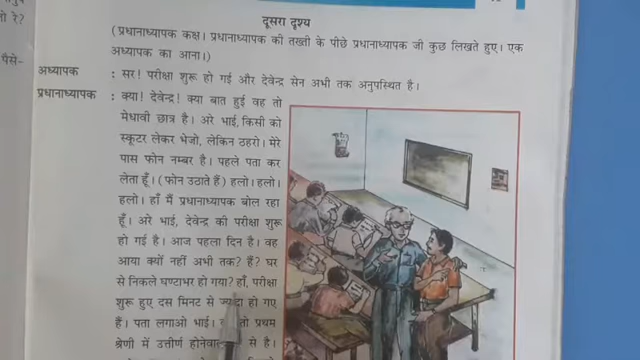 दूसरा दृश्य
(प्रधानाध्यापक कक्ष। प्रधानाध्यापक की तख्ती के पीछे प्रधानाध्यापक जी कुछ लिखते हुए। एक
अध्यापक का आना।)
पैसे-
अध्यापक : सर! परीक्षा शुरू हो गई और देवेन्द्र सेन अभी तक अनुपस्थित है।
प्रधानाध्यापक : क्या! देवेन्द्र! क्या बात हुई वह तो
मेधावी छात्र है। अरे भाई, किसी को
स्कूटर लेकर भेजो, लेकिन ठहरो। मेरे
पास फोन नम्बर है। पहले पता कर
लेता हूँ। (फोन उठाते हैं) हलो। हलो।
हलो। हाँ मैं प्रधानाध्यापक बोल रहा
हूँ। अरे भाई, देवेन्द्र की परीक्षा शुरू
हो गई है। आज पहला दिन है। वह
आया क्यों नहीं अभी तक? हैं? घर
से निकले घण्टाभर हो गया? हाँ, परीक्षा
शुरू हुए दस मिनट से ज्यादा हो गए
हैं। पता लगाओ भाई। तो प्रथम
श्रेणी में उत्तीर्ण से है।